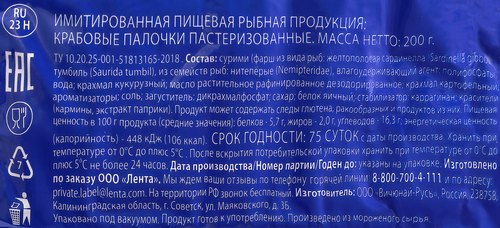 RU
23 Н
ИМИТИРОВАННАЯ ПИЩЕВАЯ РЫБНАЯ ПРОДУКЦИЯ:
КРАБОВЫЕ ПАЛОЧКИ ПАСТЕРИЗОВАННЫЕ. МАССА НЕТТО: 200 г.
ТУ 10.20.25-001-51813165-2018. Состав: сурими (фарш из вида рыб: желтополосая сардинелла- Sardinella gibbo
тумбиль (Saurida tumbil), из семейства рыб: нитеперые (Nemipteridae), влагоудерживающий агент: полифосфаты
вода, крахмал кукурузный; масло растительное рафинированное дезодорированное, крахмал картофельный
ароматизаторы; соль, загуститель: дикрахмалфосфат; сахар; белок яичный; стабилизатор: каррагинан, красители
(кармины, экстракт паприки). Продукт может содержать следы глютена, ракообразных и продуктов из них. Пищевая
ценность в 100 г продукта (средние значения): белков - 5,7 г, жиров - 2,0 г, углеводов - 16,3 г, энергетическая ценность
(калорийность) - 448 кДж (106 ккал). СРОК ГОДНОСТИ: 75 СУТОК с даты производства. Хранить при
температуре от 0°С до плюс 5°С. После вскрытия потребительской упаковки хранить при температуре от 0°С до
плюс 5°С не более 24 часов. Дата производства/Номер партии/Годен до: указаны на упаковке. Изготовлено
по заказу ООО «Лента». Мы ждем ваши отзывы по телефону горячей линии 8-800-700-4-111 и по адресу
private.label@lenta.com. На территории РФ звонок бесплатный. Изготовитель: ООО «Вичюнай-Русь», Россия, 238758,
Калининградская область, г. Советск, ул. Маяковского, д. 3Б.
Упаковано под вакуумом. Продукт готов к употреблению. Произведено из мороженого сырья.
ЕАС
7